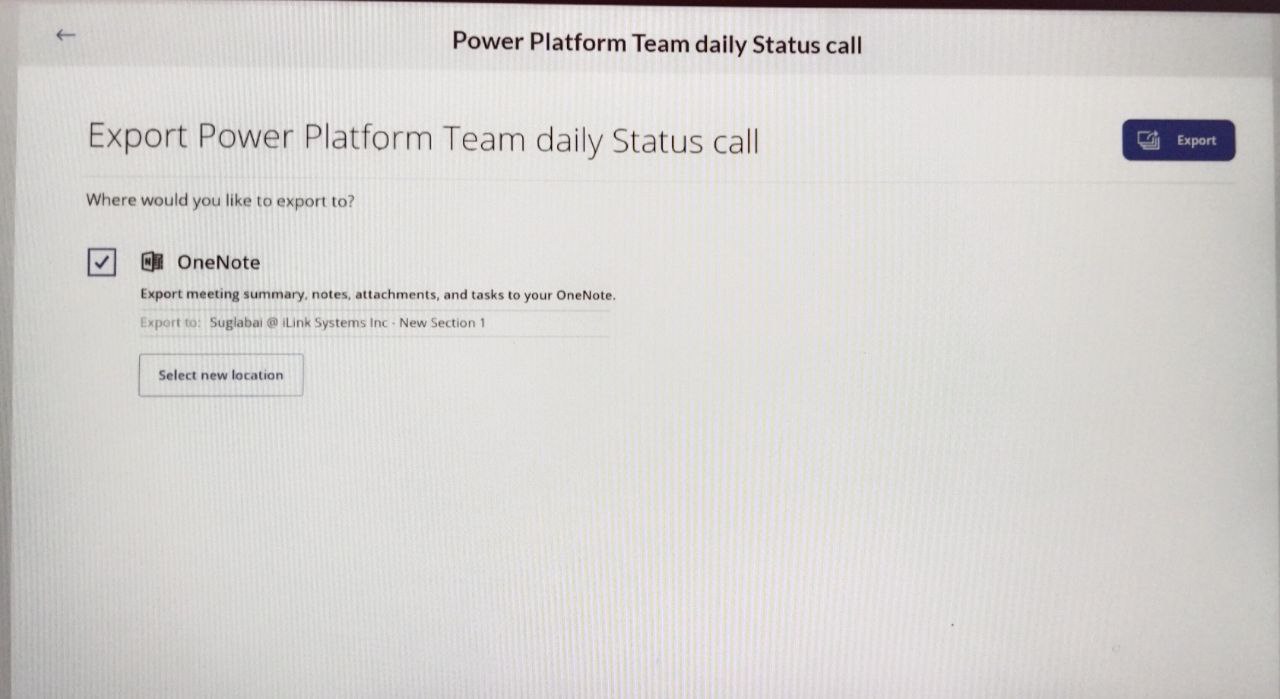 Power Platform Team daily Status call
Export Power Platform Team daily Status call
Export
Where would you like to export to?
OneNote
Export meeting summary, notes, attachments, and tasks to your OneNote.
Export to: Suglabai @ iLink Systems Inc - New Section 1
Select new location